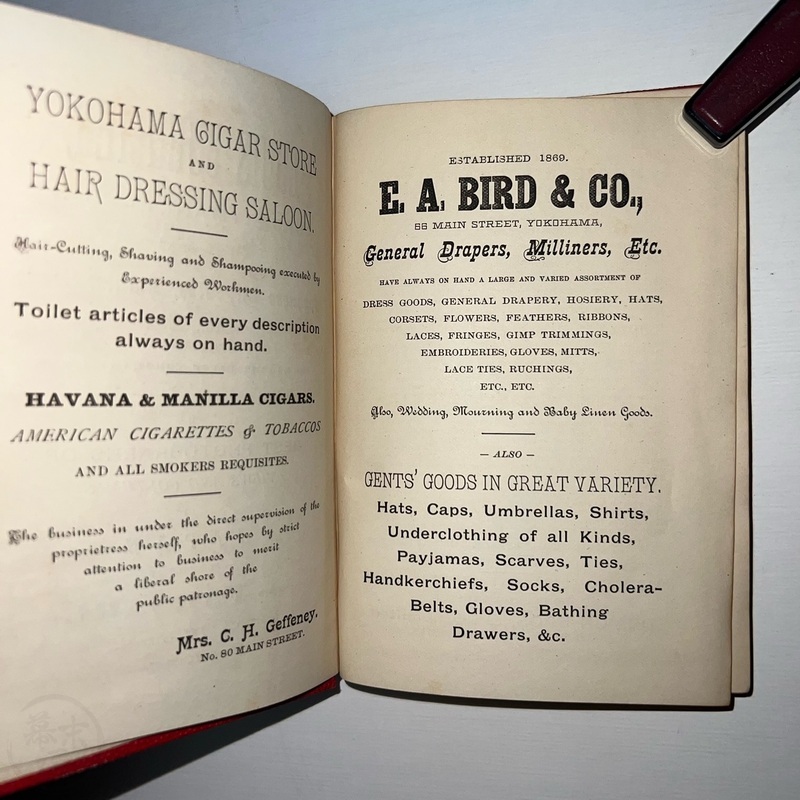 YOKOHAMA CIGAR STORE
AND
HAIR DRESSING SALOON.
Hair-Cutting, Shaving and Shampooing executed by
Experienced Workmen.
Toilet articles of every description
always on hand.
HAVANA & MANILLA CIGARS.
AMERICAN CIGARETTES & TOBACCOS
AND ALL SMOKERS REQUISITES.
The business in under the direct supervision of the
proprietress herself, who hopes by strict
attention to business to merit
a liberal shore of the
public patronage.
Mrs. C. H. Geffeney,
No. 80 MAIN STREET.
ESTABLISHED 1869.
E. A. BIRD & CO.,
MAIN STREET, YOKOHAMA,
General Drapers, Milliners, Etc.
HAVE ALWAYS ON HAND A LARGE AND VARIED ASSORTMENT OF
DRESS GOODS, GENERAL DRAPERY, HOSIERY, HATS,
CORSETS, FLOWERS, FEATHERS, RIBBONS,
LACES, FRINGES, GIMP TRIMMINGS,
EMBROIDERIES, GLOVES, MITTS,
LACE TIES, RUCHINGS,
ETC., ETC.
Also, Wedding, Mourning and Baby Linen Goods.
— ALSO —
GENTS' GOODS IN GREAT VARIETY.
Hats, Caps, Umbrellas, Shirts,
Underclothing of all Kinds,
Payjamas, Scarves, Ties,
Handkerchiefs, Socks, Cholera-
Belts, Gloves, Bathing
Drawers, &c.